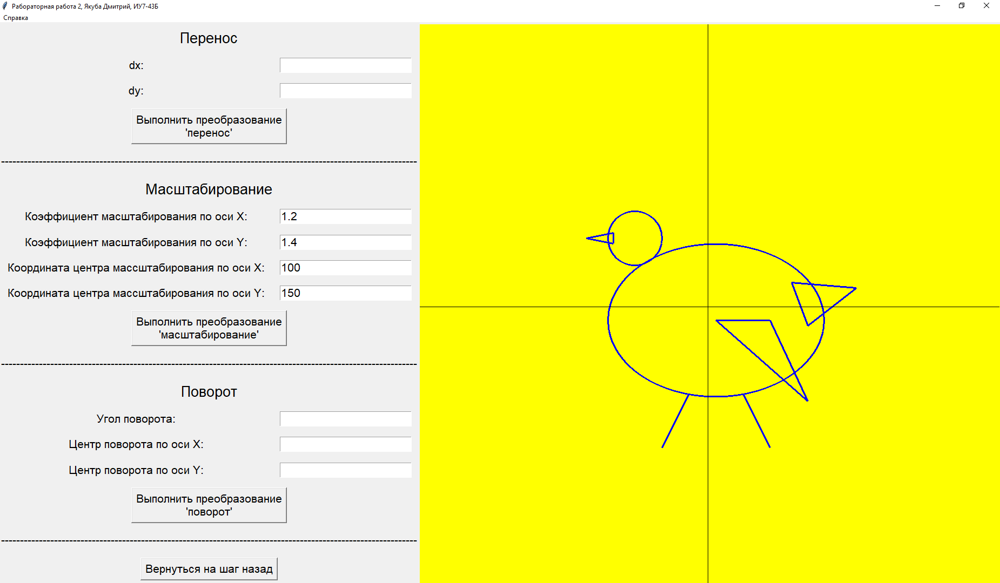 Рабораторная работа 2, Якуба Дмитрий, ИУ7-43Б
Справка
Перенос
dx:
dy:
Выполнить преобразование
'перенос'
Масштабирование
Коэффициент масштабирования по оси X: 1.2
Коэффициент масштабирования по оси Y: 1.4
Координата центра массштабирования по оси X: 100
Координата центра массштабирования по оси Y: 150
Выполнить преобразование
'масштабирование'
Поворот
Угол поворота:
Центр поворота по оси X:
Центр поворота по оси Y:
Выполнить преобразование
'поворот'
Вернуться на шаг назад